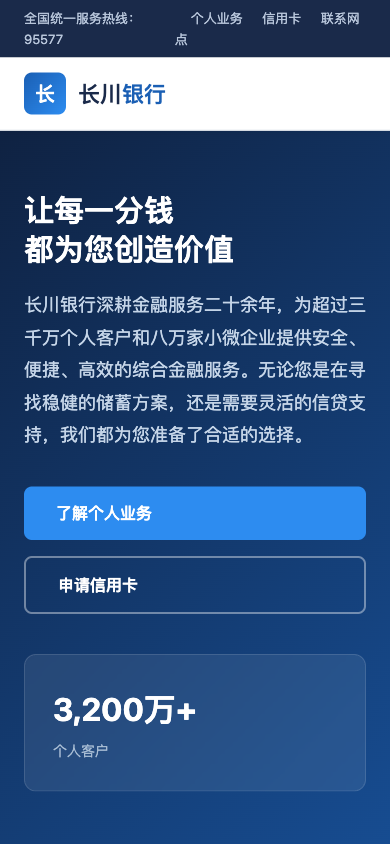 全国统一服务热线：
95577
个人业务 信用卡 联系网
点
长 长川银行
让每一分钱
都为您创造价值
长川银行深耕金融服务二十余年，为超过三
千万个人客户和八万家小微企业提供安全、
便捷、高效的综合金融服务。无论您是在寻
找稳健的储蓄方案，还是需要灵活的信贷支
持，我们都为您准备了合适的选择。
了解个人业务
申请信用卡
3,200万+
个人客户